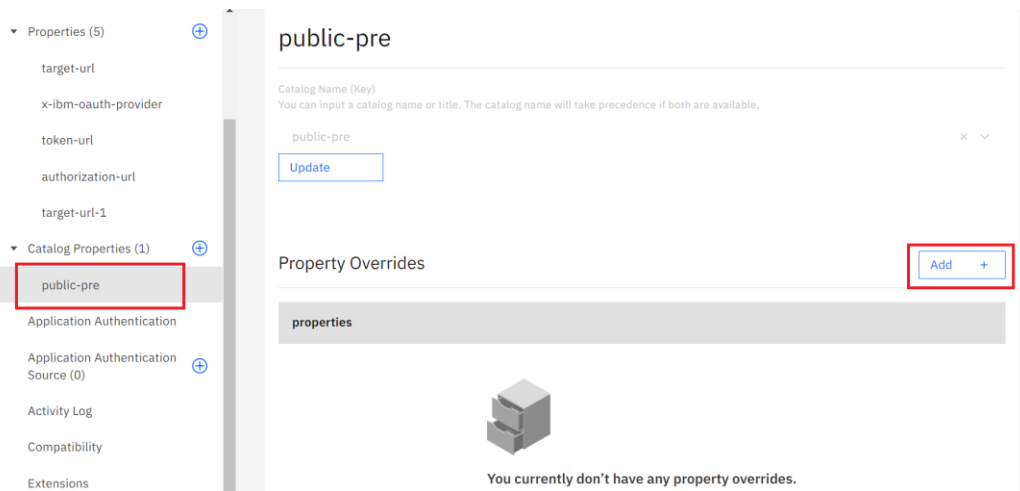 Properties (5)
target-url
x-ibm-oauth-provider
token-url
authorization-url
target-url-1
Catalog Properties (1)
public-pre
Application Authentication
Application Authentication
Source (0)
Activity Log
Compatibility
Extensions
public-pre
Catalog Name (Key)
You can input a catalog name or title. The catalog name will take precedence if both are available.
public-pre
Update
Property Overrides
Add +
properties
You currently don't have any property overrides.